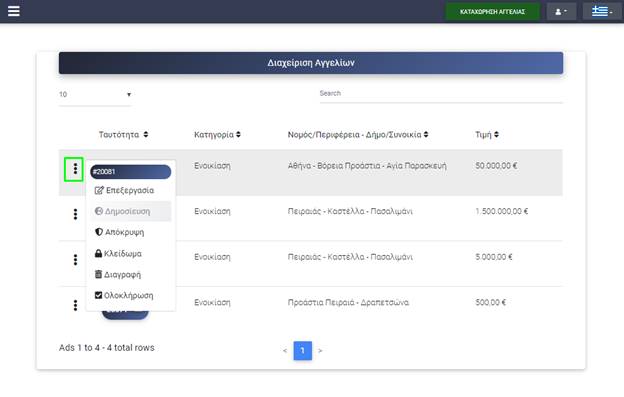 ΚΑΤΑΧΩΡΗΣΗ ΑΓΓΕΛΙΑΣ
Διαχείριση Αγγελίων
10
Search
Ταυτότητα Κατηγορία Νομός/Περιφέρεια - Δήμο/Συνοικία Τιμή
#20081
Ενοικίαση Αθήνα - Βόρεια Προάστια - Αγία Παρασκευή 50.000,00 €
Επεξεργασία
Δημοσίευση
Ενοικίαση Πειραιάς - Καστέλλα - Πασαλιμάνι 1.500.000,00 €
Απόκρυψη
Κλείδωμα
Ενοικίαση Πειραιάς - Καστέλλα - Πασαλιμάνι 5.000,00 €
Διαγραφή
Ολοκλήρωση
Ενοικίαση Προάστια Πειραιά - Δραπετσώνα 500,00 €
Ads 1 to 4 - 4 total rows
< 1 >